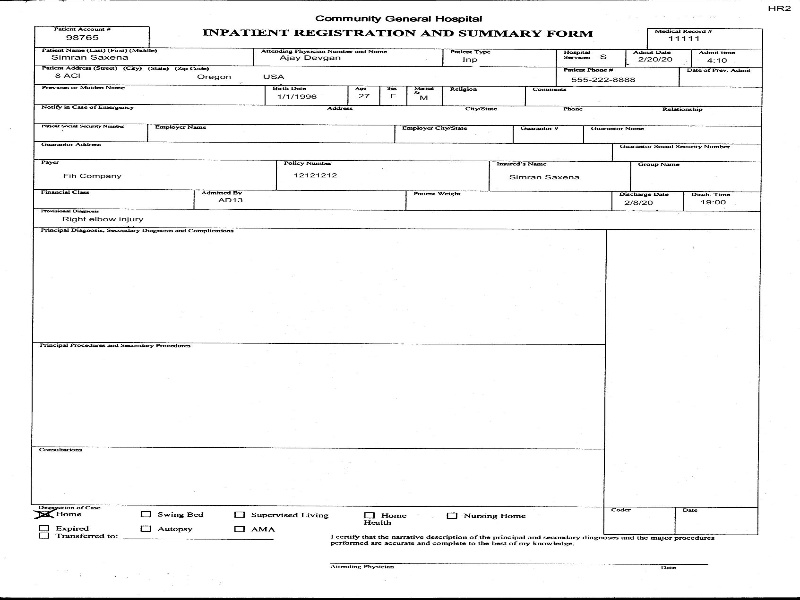 HR2
Community General Hospital
Patient Account #
98765
INPATIENT REGISTRATION AND SUMMARY FORM
Medical Record #
11111
Patient Name (Last) (First) (Middle)
Simran Saxena
Attending Physician Number and Name
Ajay Devgan
Patient Type
Inp
Hospital Service: S
Admit Date
2/20/20
Admit time
4:10
Patient Address (Street) (City) (State) (Zip Code)
8 ACI Oregon USA
Patient Phone #
555-222-8888
Date of Prev. Admit
Previous or Maiden Name
Birth Date
1/1/1996
Age
27
Sex
F
Marital St
M
Religion
Comments
Notify in Case of Emergency Address City/State Phone Relationship
Patient Social Security Number
Employer Name
Employer City/State
Guarantor #
Guarantor Name
Guarantor Address
Guarantor Social Security Number
Payer
Fih Company
Policy Number
12121212
Insured's Name
Simran Saxena
Group Name
Financial Class
Admitted By
AD13
Patient Weight
Discharge Date
2/8/20
Disch. Time
19:00
Provisional Diagnosis
Right elbow injury
Principal Diagnosis, Secondary Diagnosis and Complications
Principal Procedures and Secondary Procedures
Consultations
Disposition of Case
Home Swing Bed Supervised Living Home Health Nursing Home
Expired Autopsy AMA
Transferred to:
Coder
Date
I certify that the narrative description of the principal and secondary diagnoses and the major procedures
performed are accurate and complete to the best of my knowledge.
Attending Physician Date